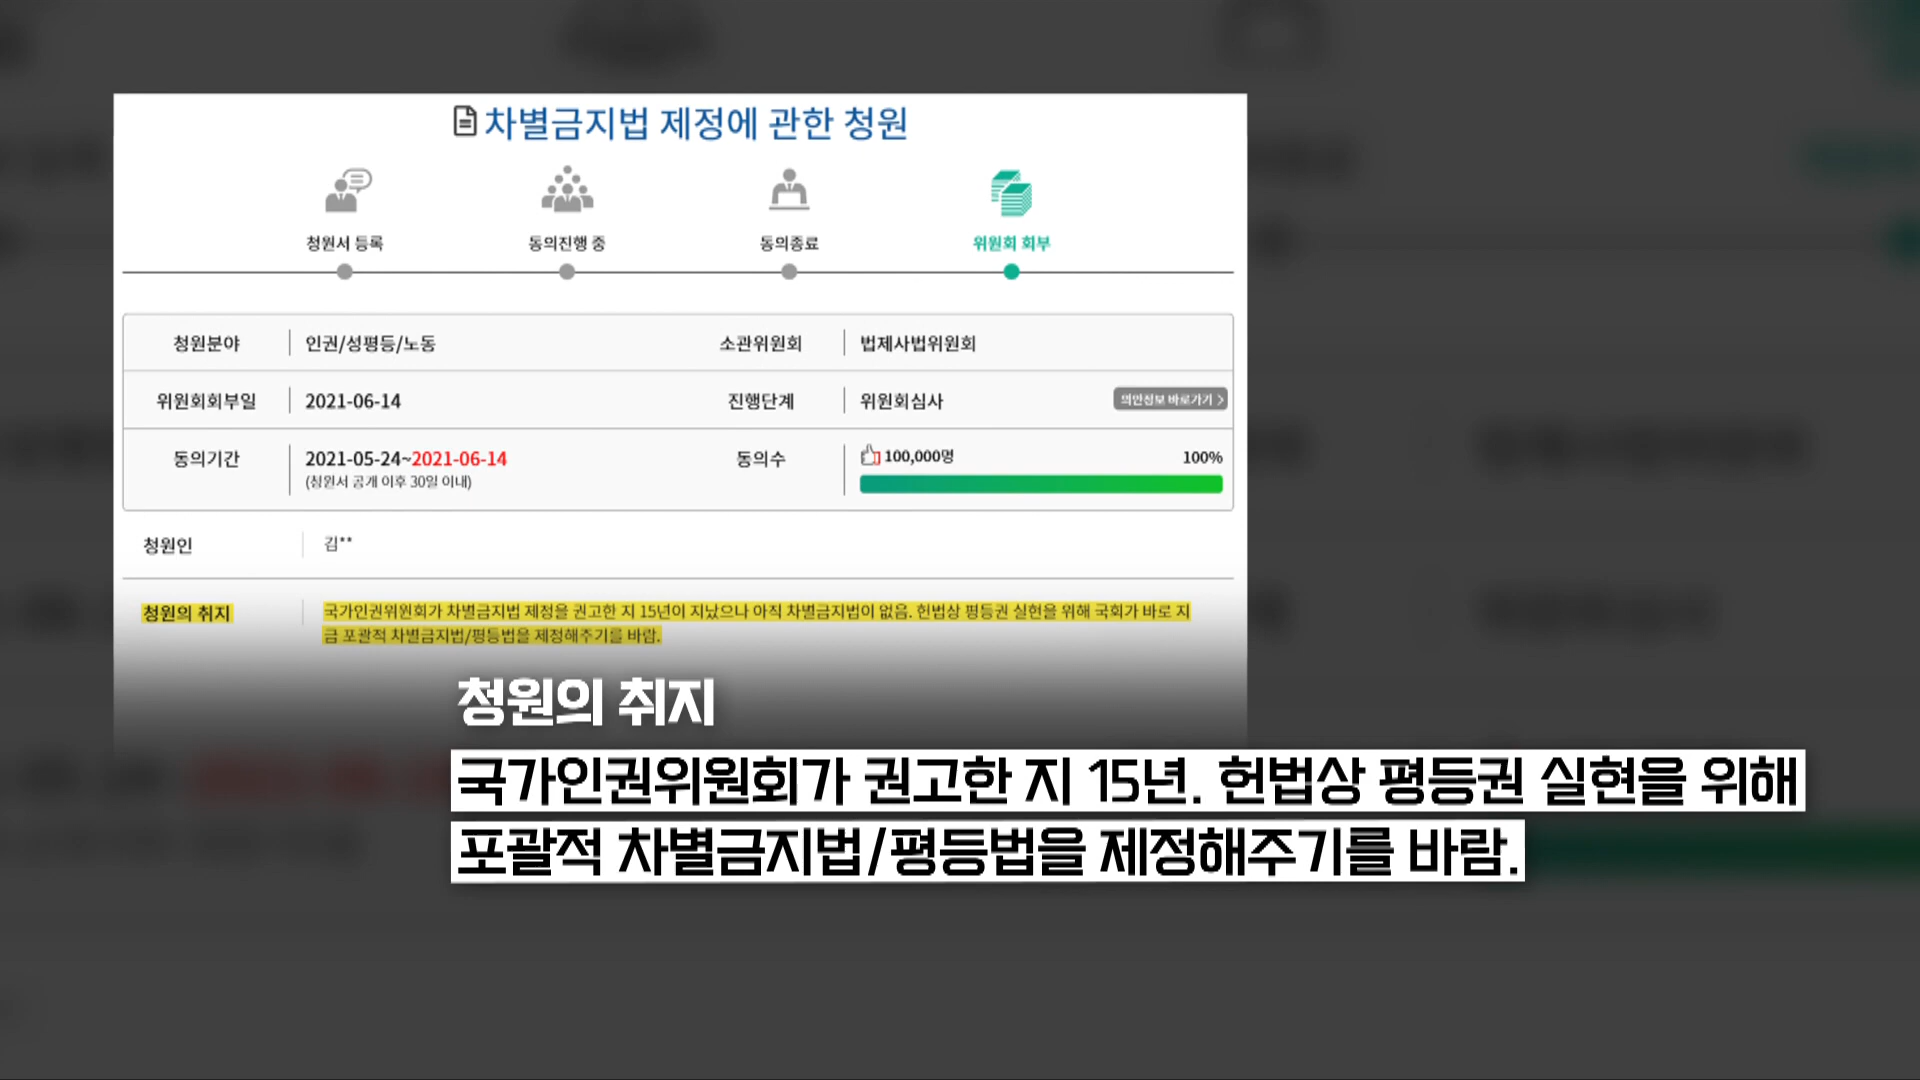 차별금지법 제정에 관한 청원
청원서 등록
동의진행 중
동의종료
위원회 회부
청원분야
인권/성평등/노동
소관위원회
법제사법위원회
위원회회부일
2021-06-14
진행단계
위원회심사
의안정보 바로가기 >
동의기간
2021-05-24~2021-06-14
(청원서 공개 이후 30일 이내)
동의수
100,000명
100%
청원인
김**
청원의 취지
국가인권위원회가 차별금지법 제정을 권고한 지 15년이 지났으나 아직 차별금지법이 없음. 헌법상 평등권 실현을 위해 국회가 바로 지
금 포괄적 차별금지법/평등법을 제정해주기를 바람.
청원의 취지
국가인권위원회가 권고한 지 15년. 헌법상 평등권 실현을 위해
포괄적 차별금지법/평등법을 제정해주기를 바람.